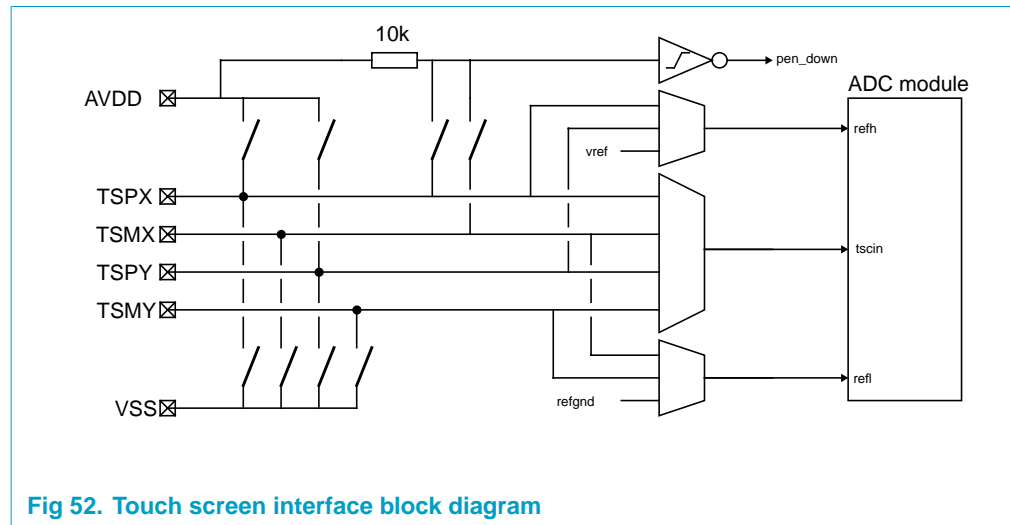 10k
pen_down
AVDD
ADC module
refh
vref
TSPX
TSMX
tscin
TSPY
TSMY
refl
refgnd
VSS
Fig 52. Touch screen interface block diagram